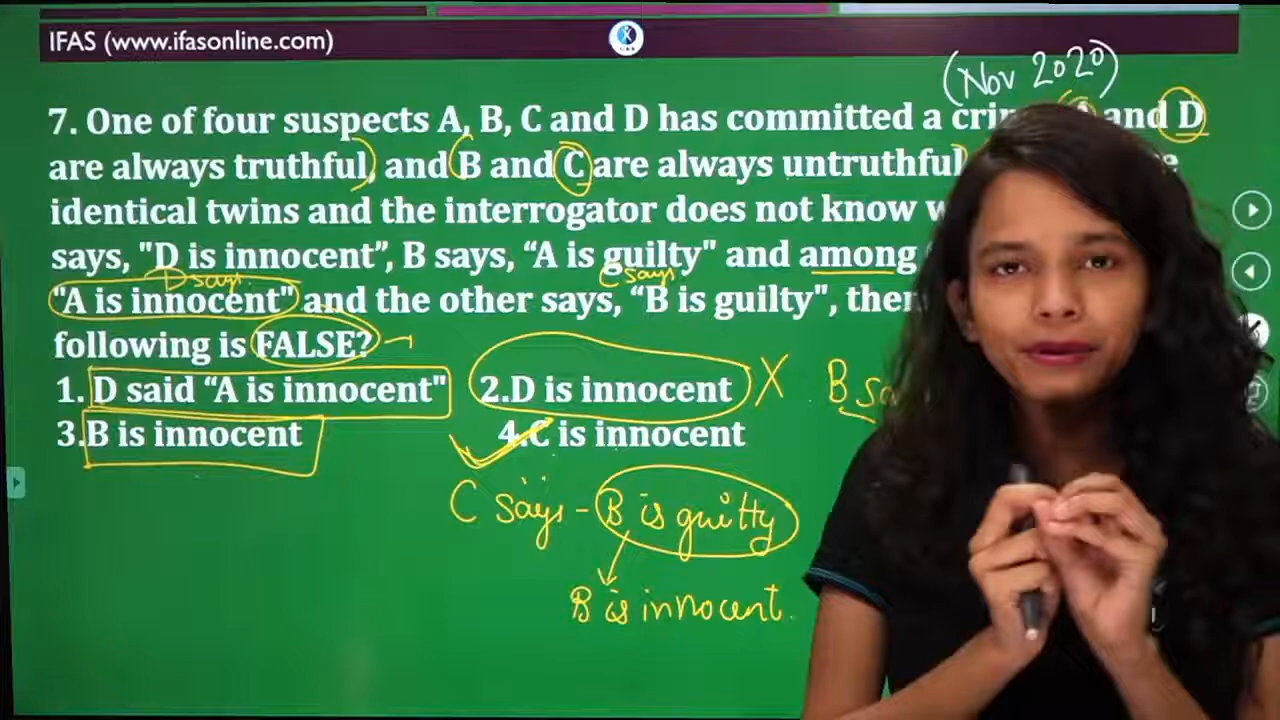 IFAS (www.ifasonline.com)
(Nov 2020)
7. One of four suspects A, B, C and D has committed a and D
are always truthful, and B and C are always untruthful
identical twins and the interrogator does not know
says, "D is innocent”, B says, “A is guilty" and among
D says C says
"A is innocent" and the other says, “B is guilty",
following is FALSE?
1. D said “A is innocent" 2.D is innocent X B
3.B is innocent 4.C is innocent
C says - B is guilty
B is innocent.